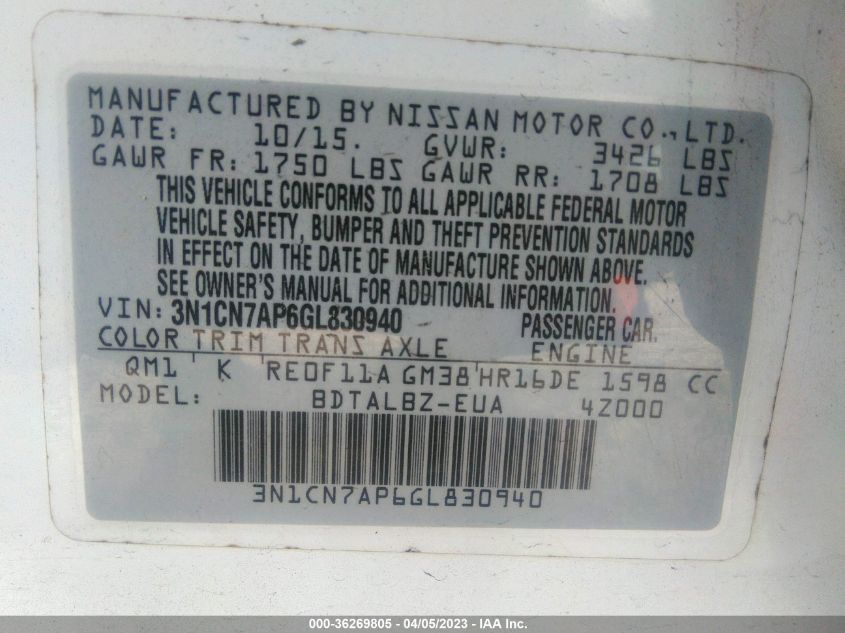 MANUFACTURED BY NISSAN MOTOR CO.,LTD.
DATE: 10/15. GVWR: 3426 LBS
GAWR FR: 1750 LBS GAWR RR: 1708 LBS
THIS VEHICLE CONFORMS TO ALL APPLICABLE FEDERAL MOTOR
VEHICLE SAFETY, BUMPER AND THEFT PREVENTION STANDARDS
IN EFFECT ON THE DATE OF MANUFACTURE SHOWN ABOVE.
SEE OWNER'S MANUAL FOR ADDITIONAL INFORMATION.
VIN: 3N1CN7AP6GL830940 PASSENGER CAR.
COLOR TRIM TRANS AXLE ENGINE
QM1 K RE0F11A GM38 HR16DE 1598 CC
MODEL: BDTALBZ-EUA 4Z000
3N1CN7AP6GL830940
000-36269805 - 04/05/2023 - IAA Inc.